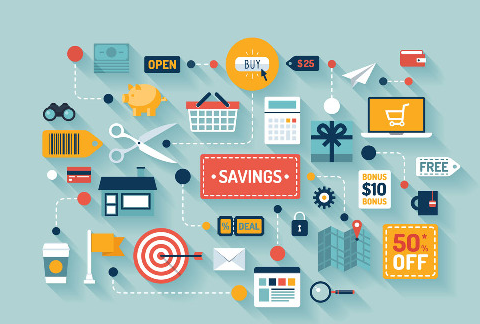 OPEN
BUY
$25
SAVINGS
FREE
BONUS
$10
BONUS
% DEAL
50%*
OFF